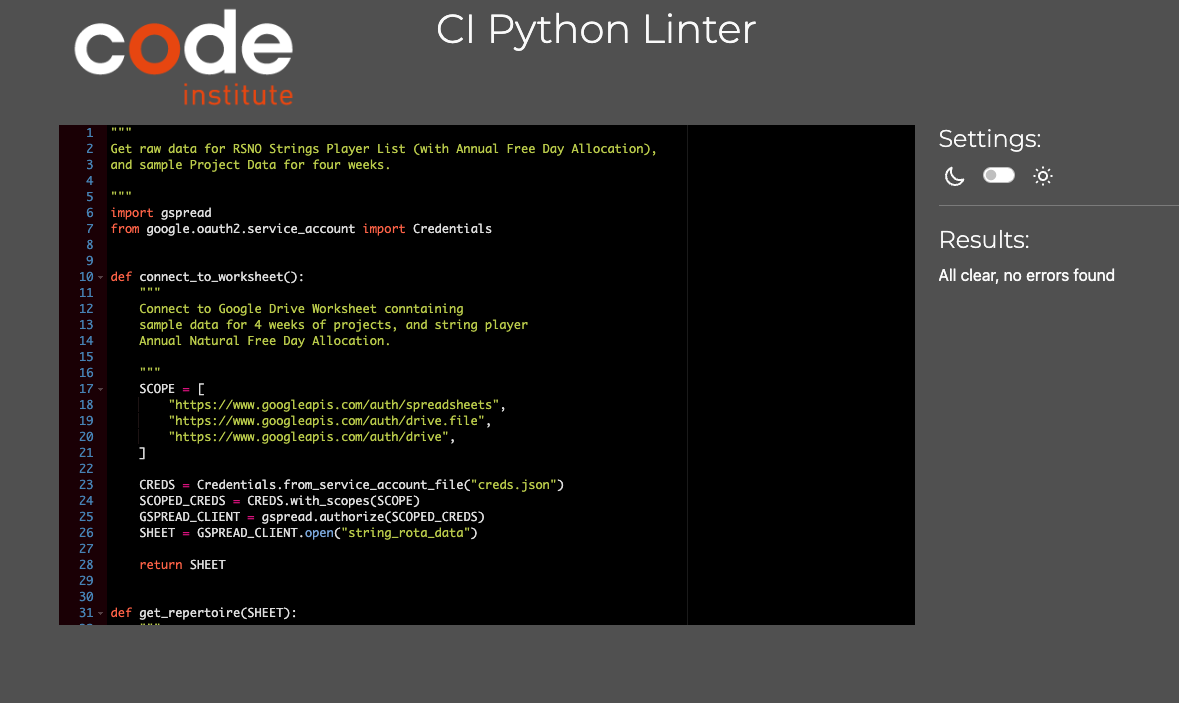 code
institute
CI Python Linter
Settings:
Results:
All clear, no errors found
1 """
2 Get raw data for RSNO Strings Player List (with Annual Free Day Allocation),
3 and sample Project Data for four weeks.
4
5 """
6 import gspread
7 from google.oauth2.service_account import Credentials
8
9
10 def connect_to_worksheet():
11     """
12     Connect to Google Drive Worksheet conntaining
13     sample data for 4 weeks of projects, and string player
14     Annual Natural Free Day Allocation.
15
16     """
17     SCOPE = [
18         "https://www.googleapis.com/auth/spreadsheets",
19         "https://www.googleapis.com/auth/drive.file",
20         "https://www.googleapis.com/auth/drive",
21     ]
22
23     CREDS = Credentials.from_service_account_file("creds.json")
24     SCOPED_CREDS = CREDS.with_scopes(SCOPE)
25     GSPREAD_CLIENT = gspread.authorize(SCOPED_CREDS)
26     SHEET = GSPREAD_CLIENT.open("string_rota_data")
27
28     return SHEET
29
30
31 def get_repertoire(SHEET):